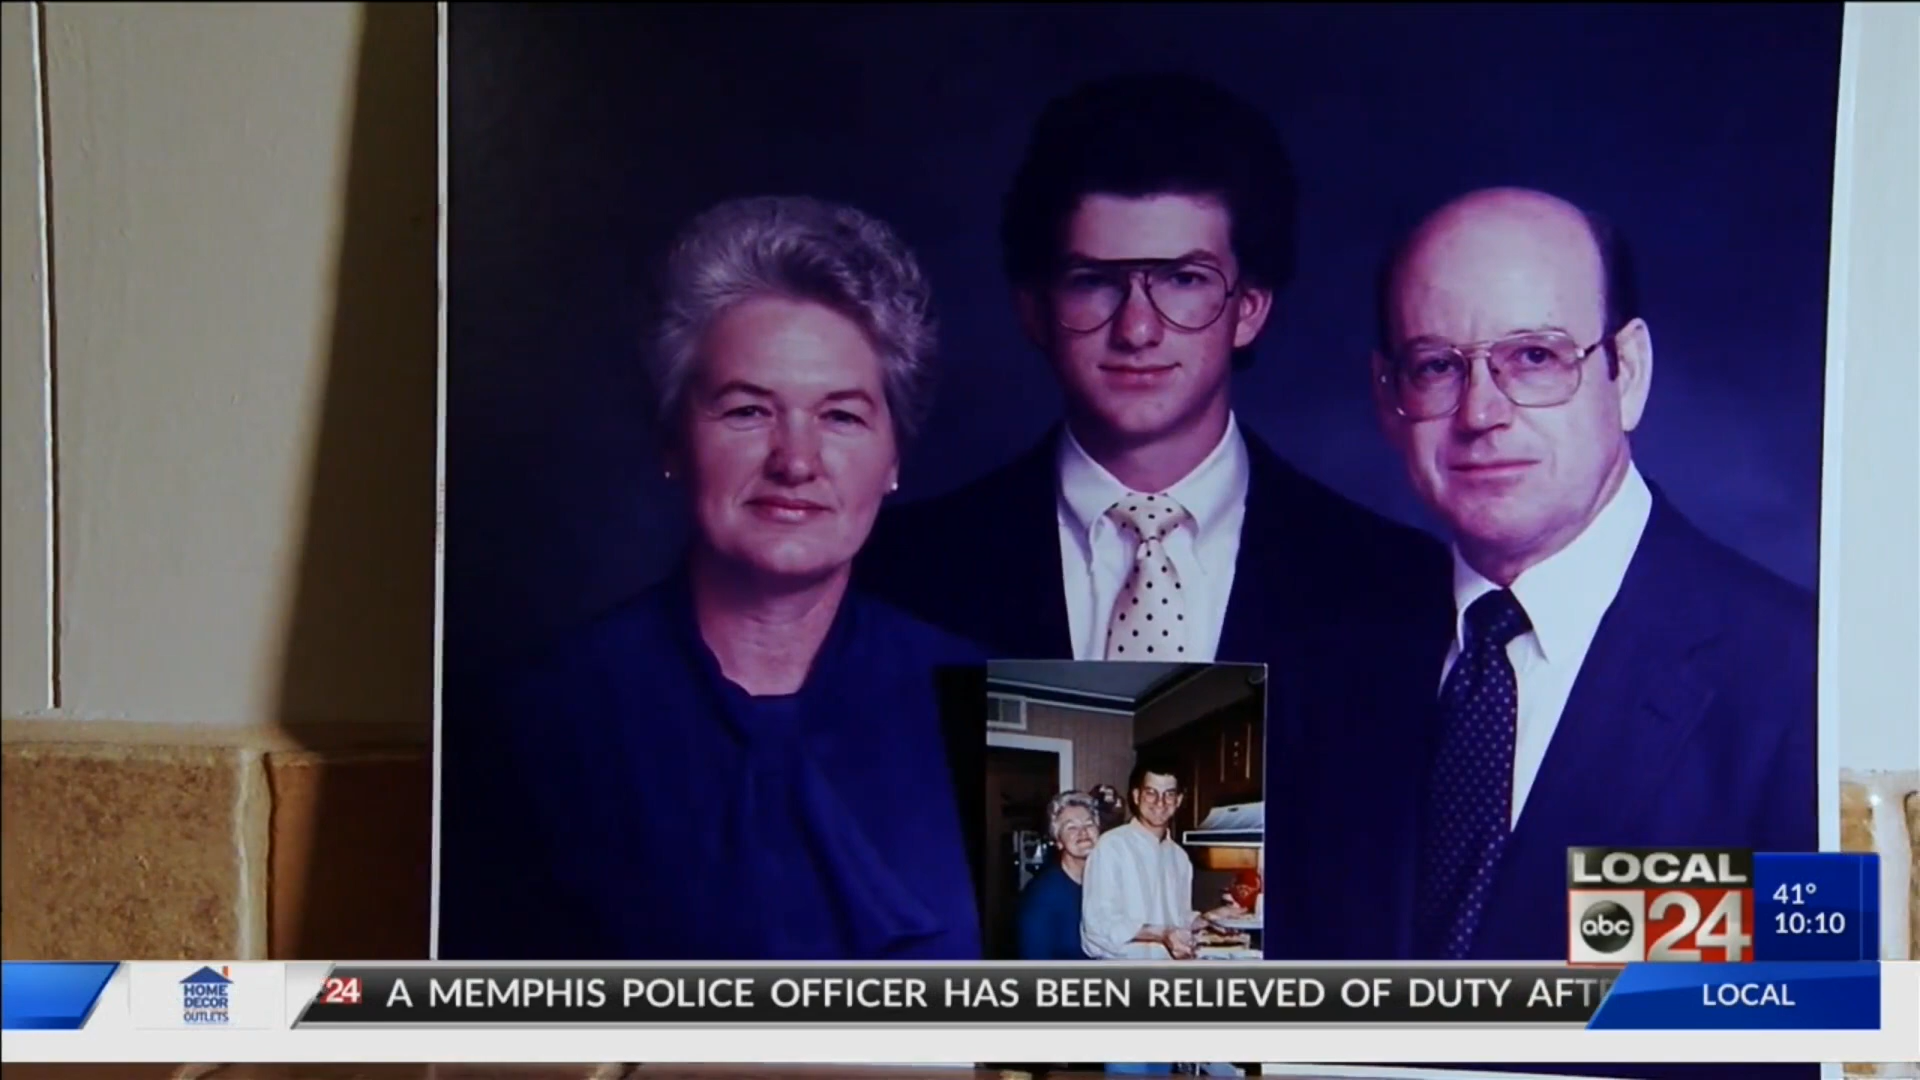 LOCAL
abc 24
41°
10:10
HOME
DECOR
OUTLETS
24 A MEMPHIS POLICE OFFICER HAS BEEN RELIEVED OF DUTY AFT
LOCAL